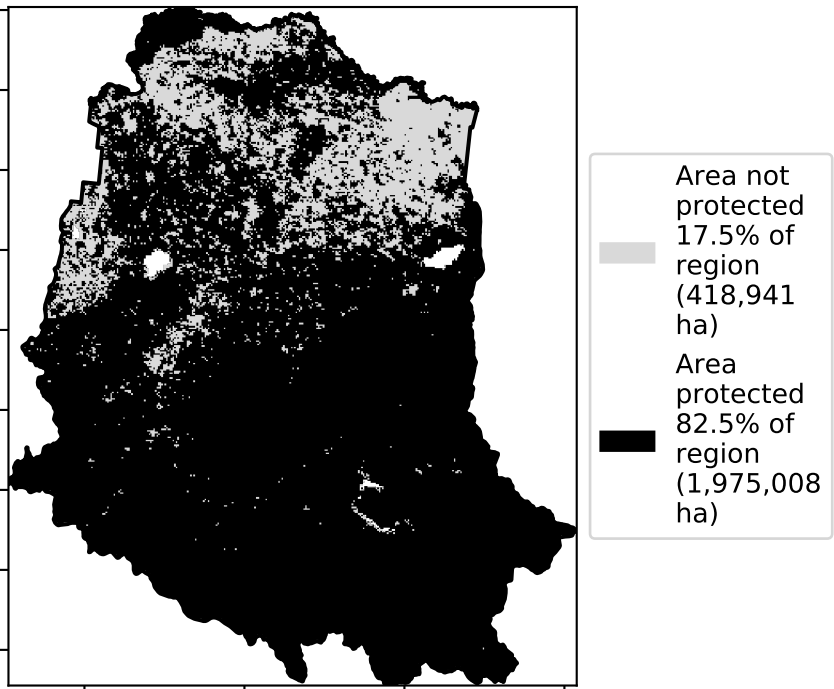 Area not
protected
17.5% of
region
(418,941
ha)
Area
protected
82.5% of
region
(1,975,008
ha)